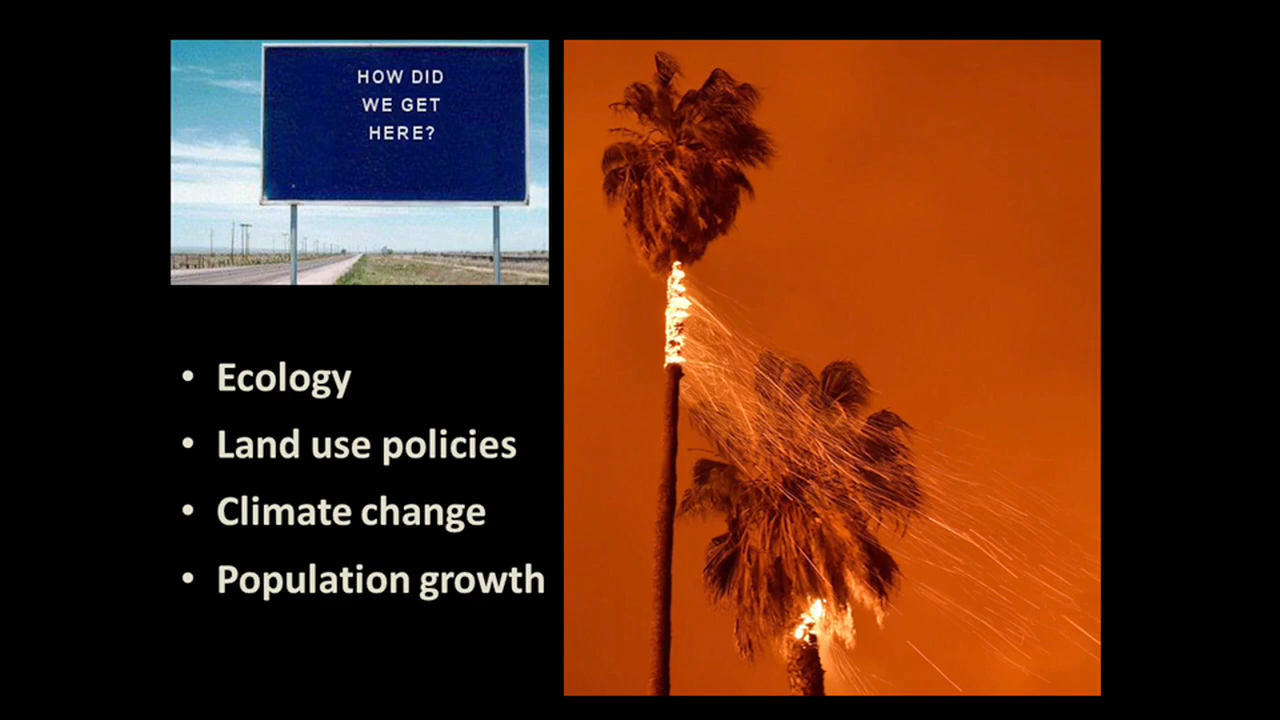 HOW DID
WE GET
HERE?
• Ecology
• Land use policies
• Climate change
• Population growth